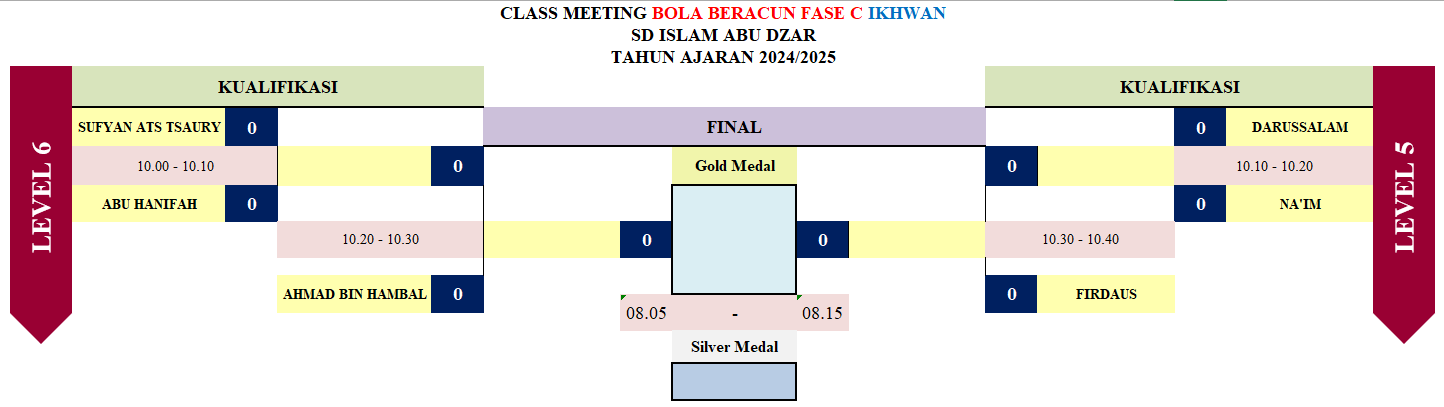 CLASS MEETING BOLA BERACUN FASE C IKHWAN
SD ISLAM ABU DZAR
TAHUN AJARAN 2024/2025
LEVEL 6
KUALIFIKASI
SUFYAN ATS TSAURY 0
10.00 - 10.10
0
ABU HANIFAH 0
10.20 - 10.30
AHMAD BIN HAMBAL 0
FINAL
Gold Medal
0
0
08.05 - 08.15
Silver Medal
KUALIFIKASI
0 DARUSSALAM
0
10.10 - 10.20
0 NA'IM
10.30 - 10.40
0 FIRDAUS
LEVEL 5